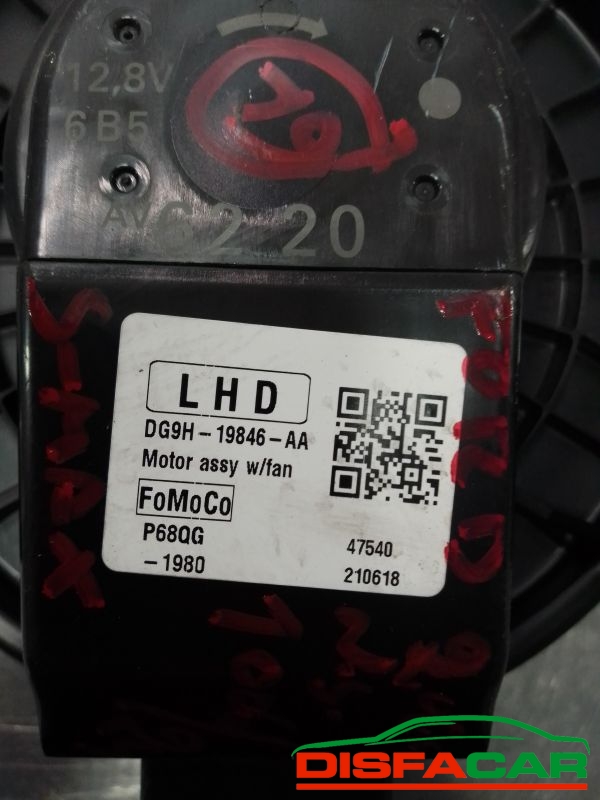 12,8V
6B5
AV
62 20
S-MAX
FORD
LHD
DG9H-19846-AA
Motor assy w/fan
FoMoCo
P68QG
-1980
47540
210618
DISFACAR